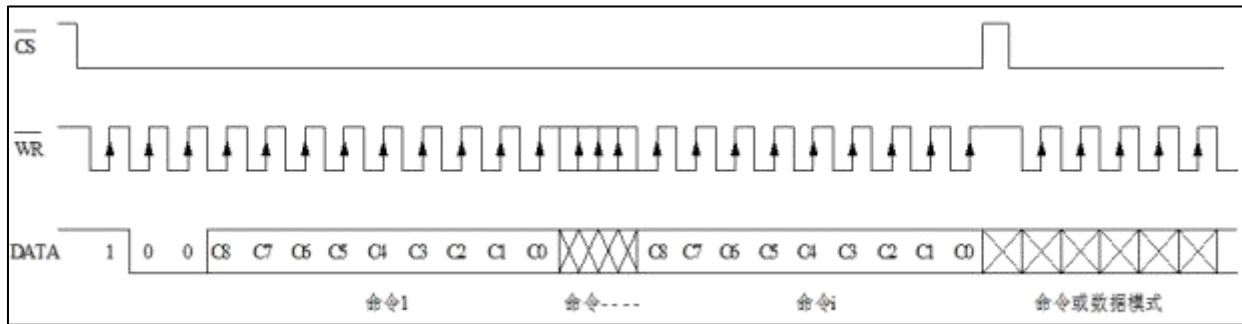 CS
WR
DATA 1 0 0 C8 C7 C6 C5 C4 C3 C2 C1 C0 C8 C7 C6 C5 C4 C3 C2 C1 C0
命令1 命令---- 命令i 命令或数据模式